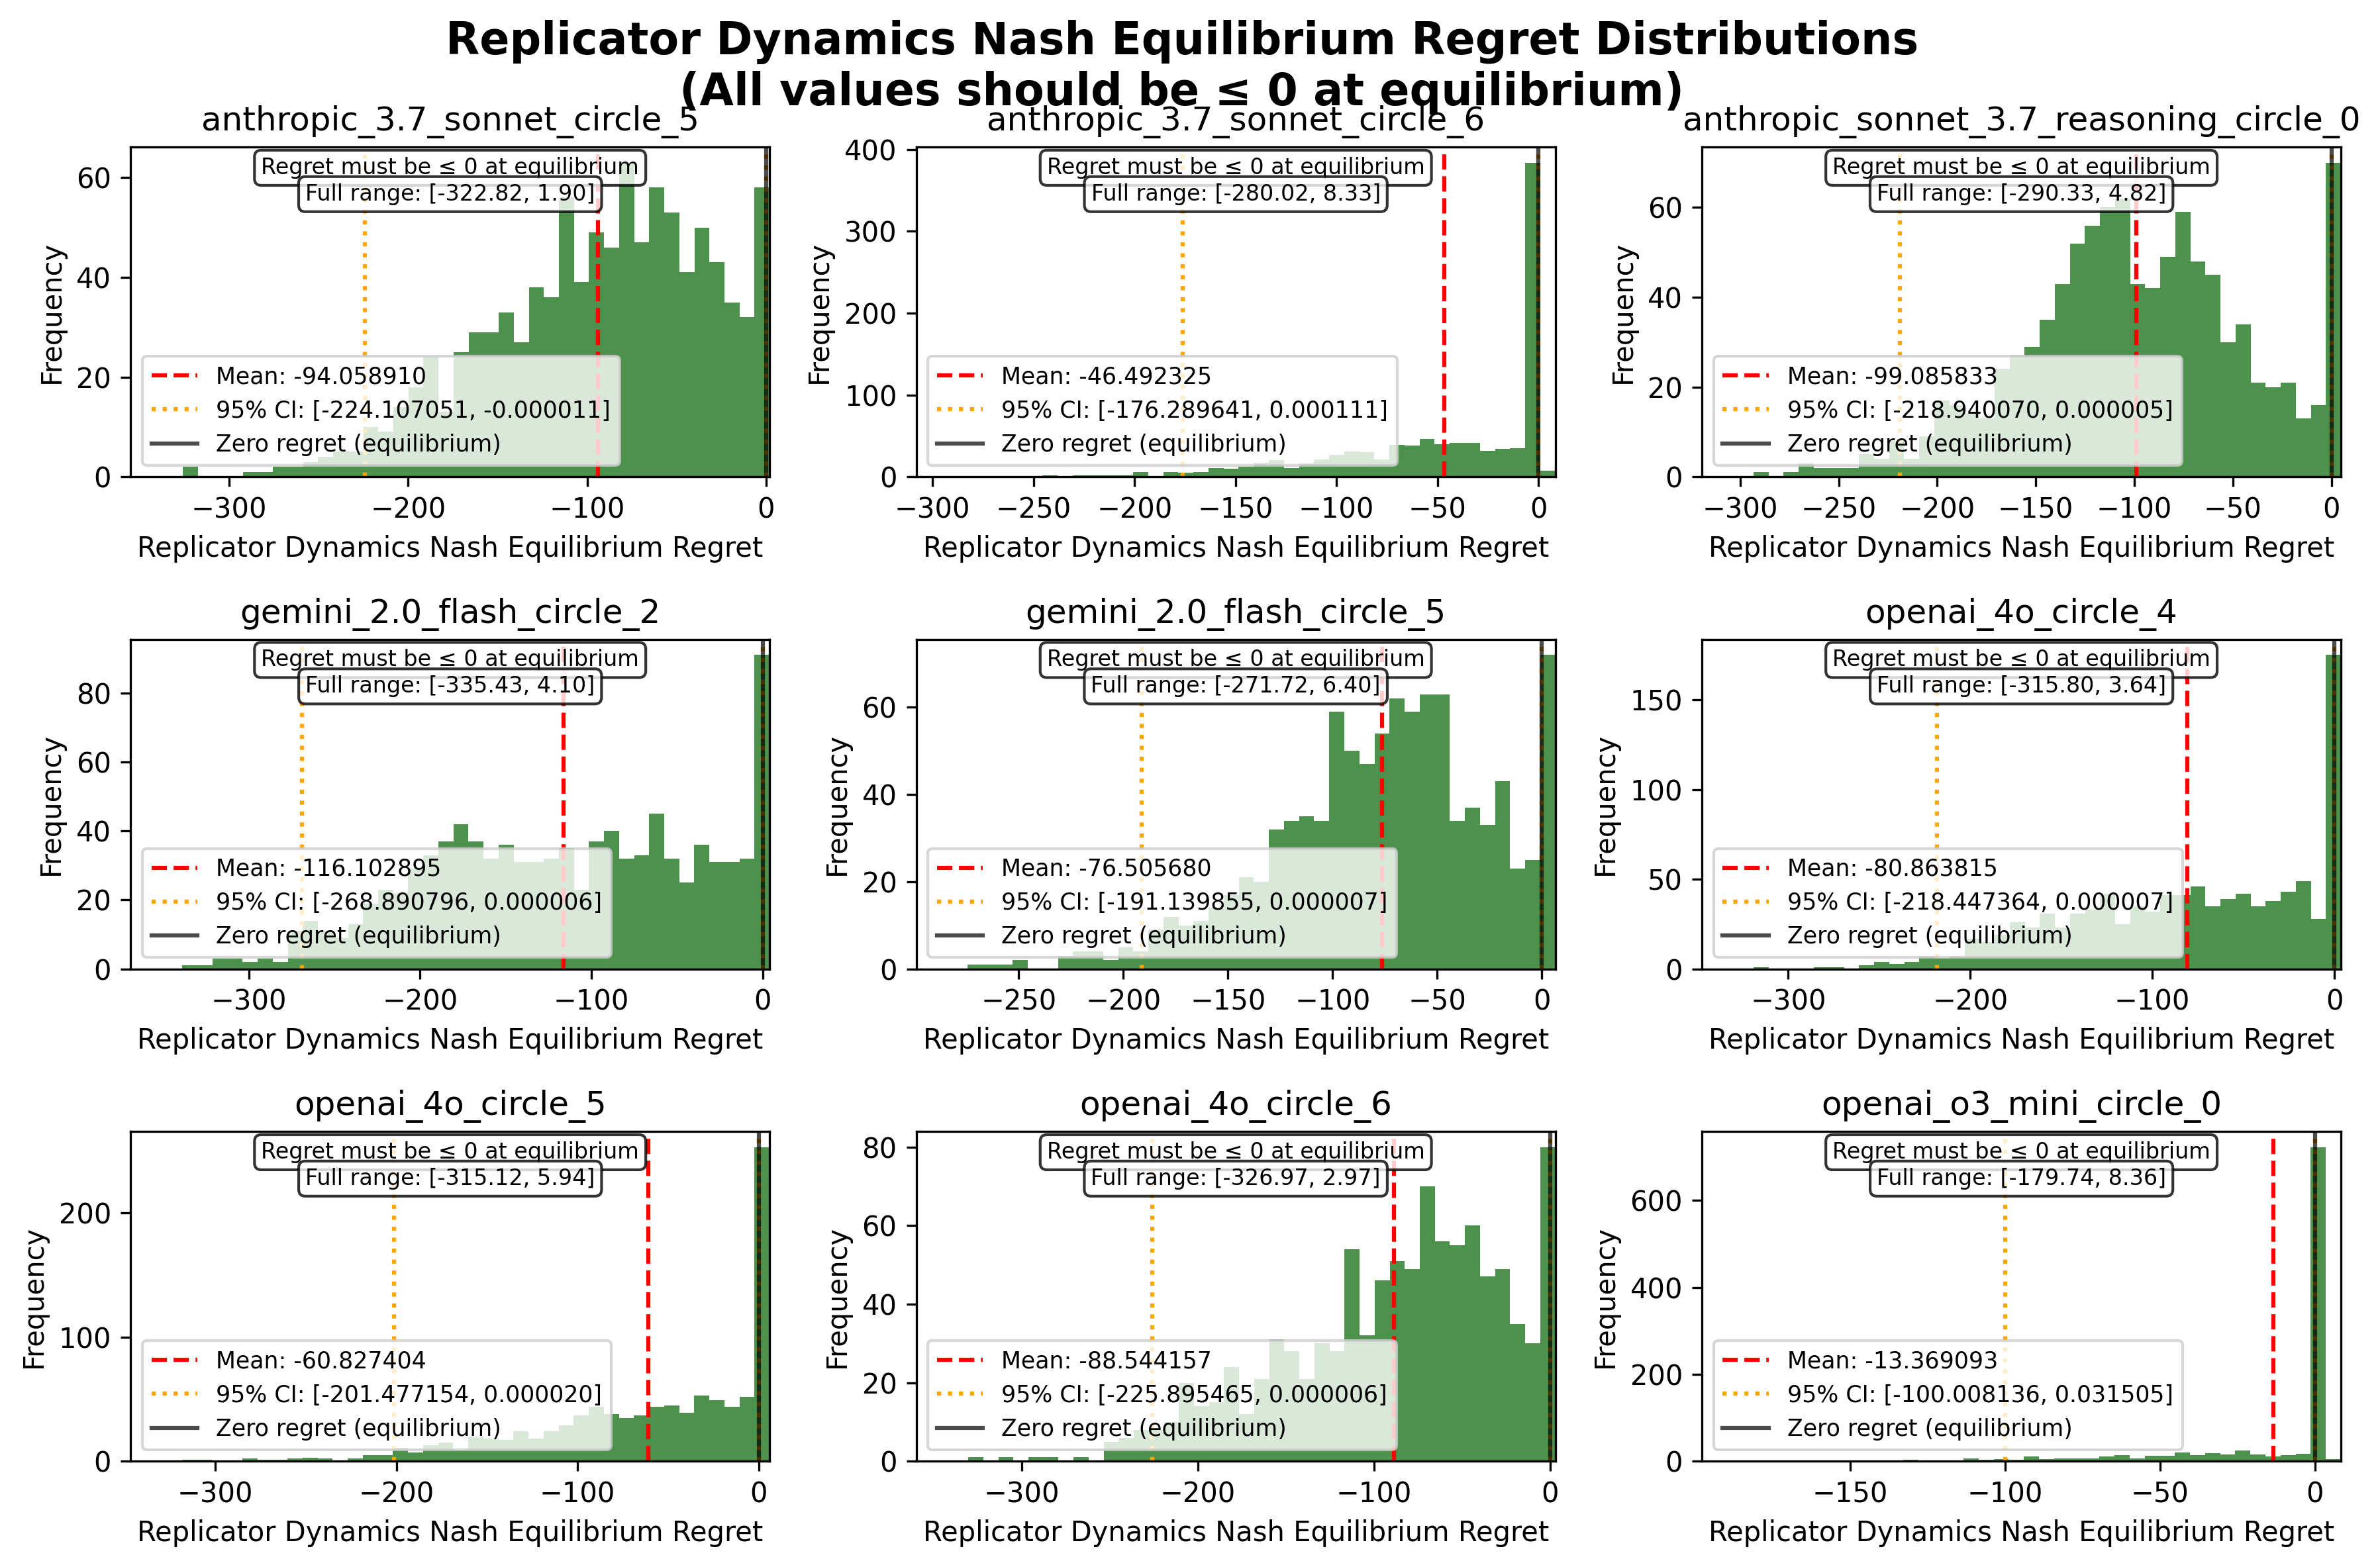 Replicator Dynamics Nash Equilibrium Regret Distributions
(All values should be ≤ 0 at equilibrium)
anthropic_3.7_sonnet_circle_5
Regret must be ≤ 0 at equilibrium
Full range: [-322.82, 1.90]
Frequency
60
40
20
0
Mean: -94.058910
95% CI: [-224.107051, -0.000011]
Zero regret (equilibrium)
−300 −200 −100 0
Replicator Dynamics Nash Equilibrium Regret
anthropic_3.7_sonnet_circle_6
Regret must be ≤ 0 at equilibrium
Full range: [-280.02, 8.33]
Frequency
400
300
200
100
0
Mean: -46.492325
95% CI: [-176.289641, 0.000111]
Zero regret (equilibrium)
−300 −250 −200 −150 −100 −50 0
Replicator Dynamics Nash Equilibrium Regret
anthropic_sonnet_3.7_reasoning_circle_0
Regret must be ≤ 0 at equilibrium
Full range: [-290.33, 4.82]
Frequency
60
40
20
0
Mean: -99.085833
95% CI: [-218.940070, 0.000005]
Zero regret (equilibrium)
−300 −250 −200 −150 −100 −50 0
Replicator Dynamics Nash Equilibrium Regret
gemini_2.0_flash_circle_2
Regret must be ≤ 0 at equilibrium
Full range: [-335.43, 4.10]
Frequency
80
60
40
20
0
Mean: -116.102895
95% CI: [-268.890796, 0.000006]
Zero regret (equilibrium)
−300 −200 −100 0
Replicator Dynamics Nash Equilibrium Regret
gemini_2.0_flash_circle_5
Regret must be ≤ 0 at equilibrium
Full range: [-271.72, 6.40]
Frequency
60
40
20
0
Mean: -76.505680
95% CI: [-191.139855, 0.000007]
Zero regret (equilibrium)
−250 −200 −150 −100 −50 0
Replicator Dynamics Nash Equilibrium Regret
openai_4o_circle_4
Regret must be ≤ 0 at equilibrium
Full range: [-315.80, 3.64]
Frequency
150
100
50
0
Mean: -80.863815
95% CI: [-218.447364, 0.000007]
Zero regret (equilibrium)
−300 −200 −100 0
Replicator Dynamics Nash Equilibrium Regret
openai_4o_circle_5
Regret must be ≤ 0 at equilibrium
Full range: [-315.12, 5.94]
Frequency
200
100
0
Mean: -60.827404
95% CI: [-201.477154, 0.000020]
Zero regret (equilibrium)
−300 −200 −100 0
Replicator Dynamics Nash Equilibrium Regret
openai_4o_circle_6
Regret must be ≤ 0 at equilibrium
Full range: [-326.97, 2.97]
Frequency
80
60
40
20
0
Mean: -88.544157
95% CI: [-225.895465, 0.000006]
Zero regret (equilibrium)
−300 −200 −100 0
Replicator Dynamics Nash Equilibrium Regret
openai_o3_mini_circle_0
Regret must be ≤ 0 at equilibrium
Full range: [-179.74, 8.36]
Frequency
600
400
200
0
Mean: -13.369093
95% CI: [-100.008136, 0.031505]
Zero regret (equilibrium)
−150 −100 −50 0
Replicator Dynamics Nash Equilibrium Regret